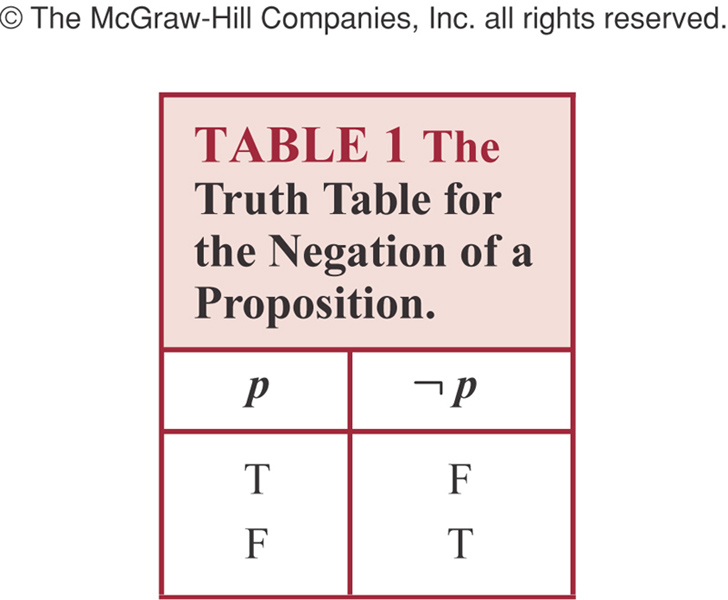 © The McGraw-Hill Companies, Inc. all rights reserved.
TABLE 1 The
Truth Table for
the Negation of a
Proposition.
p ¬ p
T F
F T